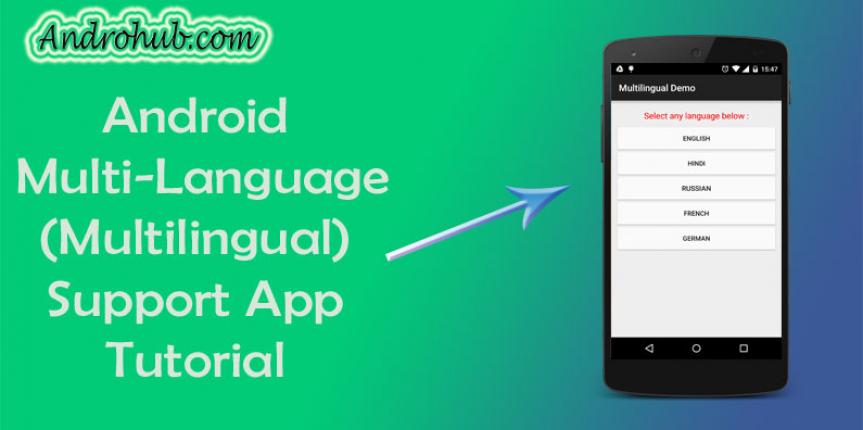 Androhub.com
Android
Multi-Language
(Multilingual)
Support App
Tutorial
15:47
Multilingual Demo
Select any language below :
ENGLISH
HINDI
RUSSIAN
FRENCH
GERMAN